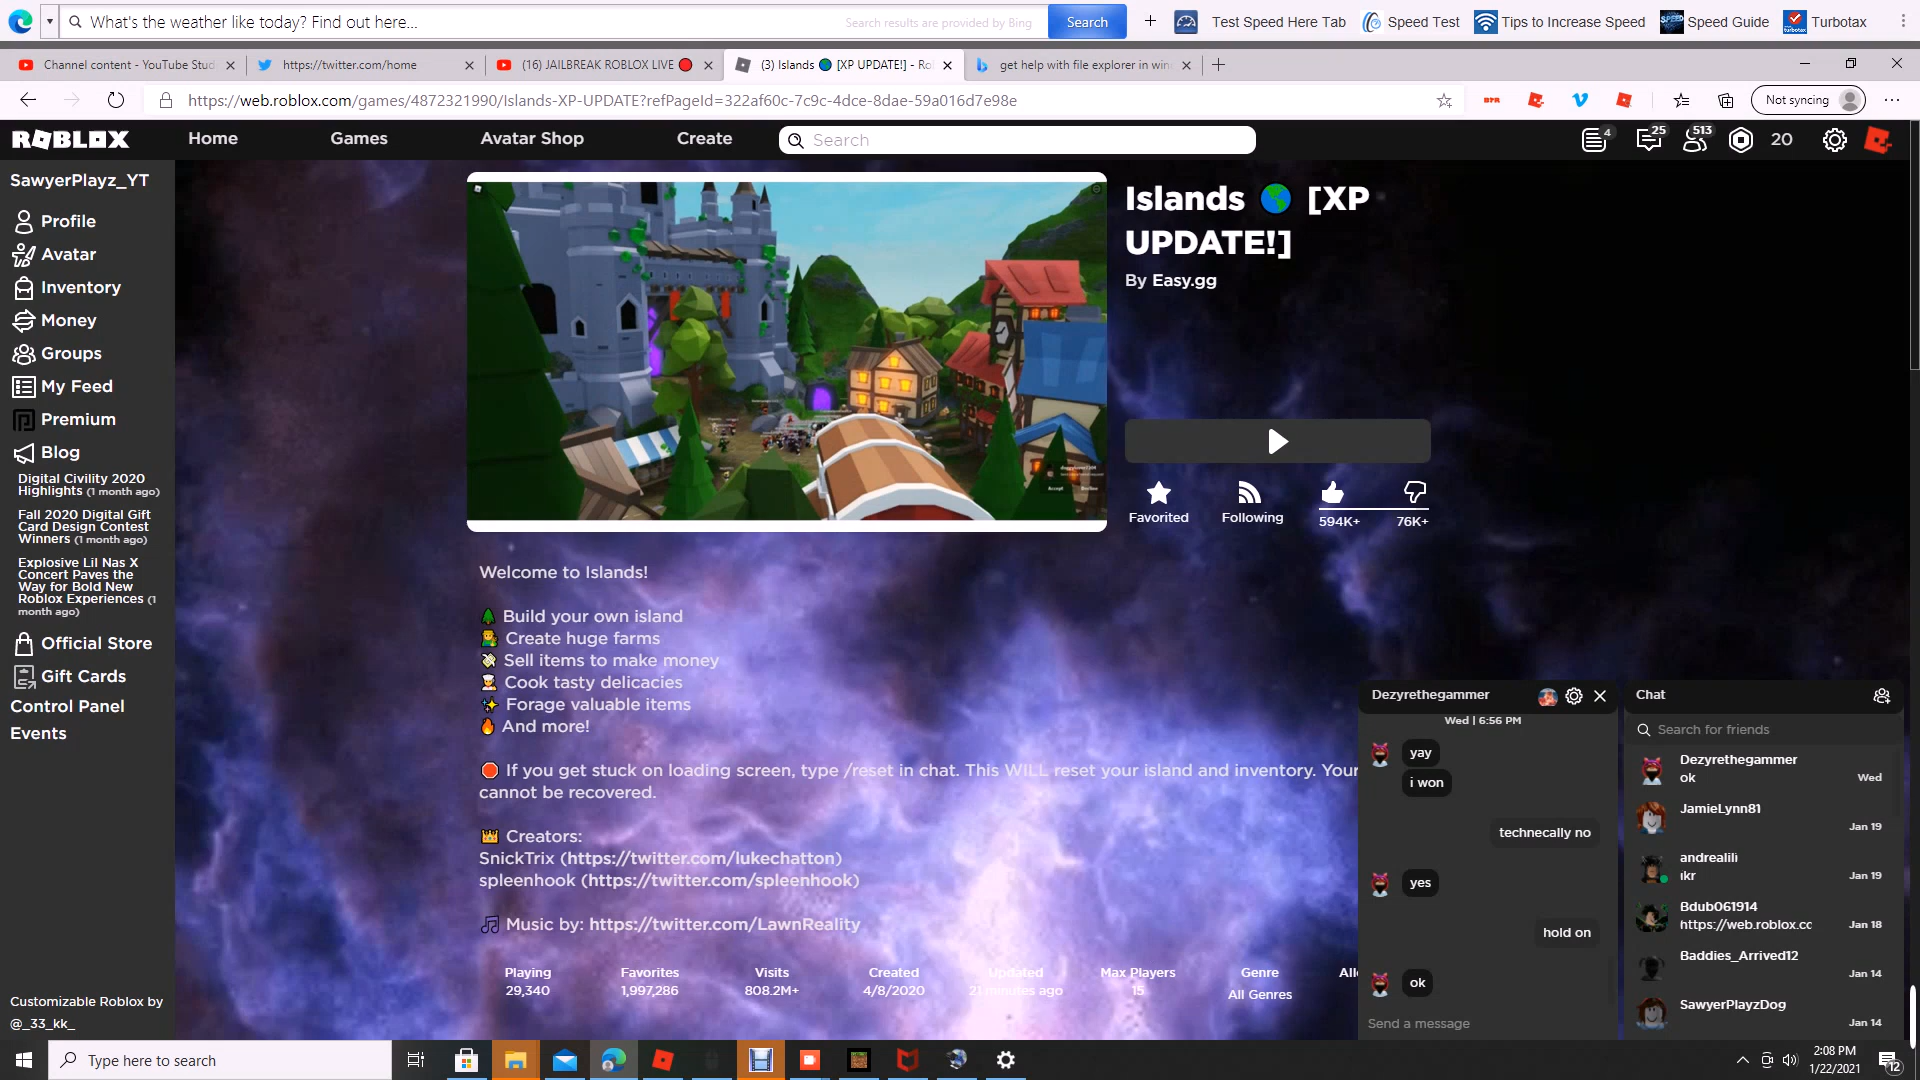 What's the weather like today? Find out here...
Search results are provided by Bing
Search
Test Speed Here Tab
Speed Test
Tips to Increase Speed
Speed Guide
Turbotax
Channel content - YouTube Stud
https://twitter.com/home
(16) JAILBREAK ROBLOX LIVE 🔴
(3) Islands 🌎 [XP UPDATE!] - Ro
get help with file explorer in win
https://web.roblox.com/games/4872321990/Islands-XP-UPDATE?refPageId=322af60c-7c9c-4dce-8dae-59a016d7e98e
Not syncing
ROBLOX
Home
Games
Avatar Shop
Create
Search
4
25
513
20
SawyerPlayz_YT
Profile
Avatar
Inventory
Money
Groups
My Feed
Premium
Blog
Digital Civility 2020
Highlights (1 month ago)
Fall 2020 Digital Gift
Card Design Contest
Winners (1 month ago)
Explosive Lil Nas X
Concert Paves the
Way for Bold New
Roblox Experiences (1
month ago)
Official Store
Gift Cards
Control Panel
Events
Customizable Roblox by
@_33_kk_
Islands 🌎 [XP
UPDATE!]
By Easy.gg
Favorited
Following
594K+
76K+
Welcome to Islands!
🌲 Build your own island
👨‍🌾 Create huge farms
💸 Sell items to make money
👨‍🍳 Cook tasty delicacies
✨ Forage valuable items
🔥 And more!
🛑 If you get stuck on loading screen, type /reset in chat. This WILL reset your island and inventory. Your
cannot be recovered.
👑 Creators:
SnickTrix (https://twitter.com/lukechatton)
spleenhook (https://twitter.com/spleenhook)
🎵 Music by: https://twitter.com/LawnReality
Playing
29,340
Favorites
1,997,286
Visits
808.2M+
Created
4/8/2020
Updated
21 minutes ago
Max Players
15
Genre
All Genres
All
Dezyrethegammer
Wed | 6:56 PM
yay
i won
technecally no
yes
hold on
ok
Send a message
Chat
Search for friends
Dezyrethegammer
ok
Wed
JamieLynn81
Jan 19
andrealili
ikr
Jan 19
Bdub061914
https://web.roblox.cc
Jan 18
Baddies_Arrived12
Jan 14
SawyerPlayzDog
Jan 14
Type here to search
2:08 PM
1/22/2021
12